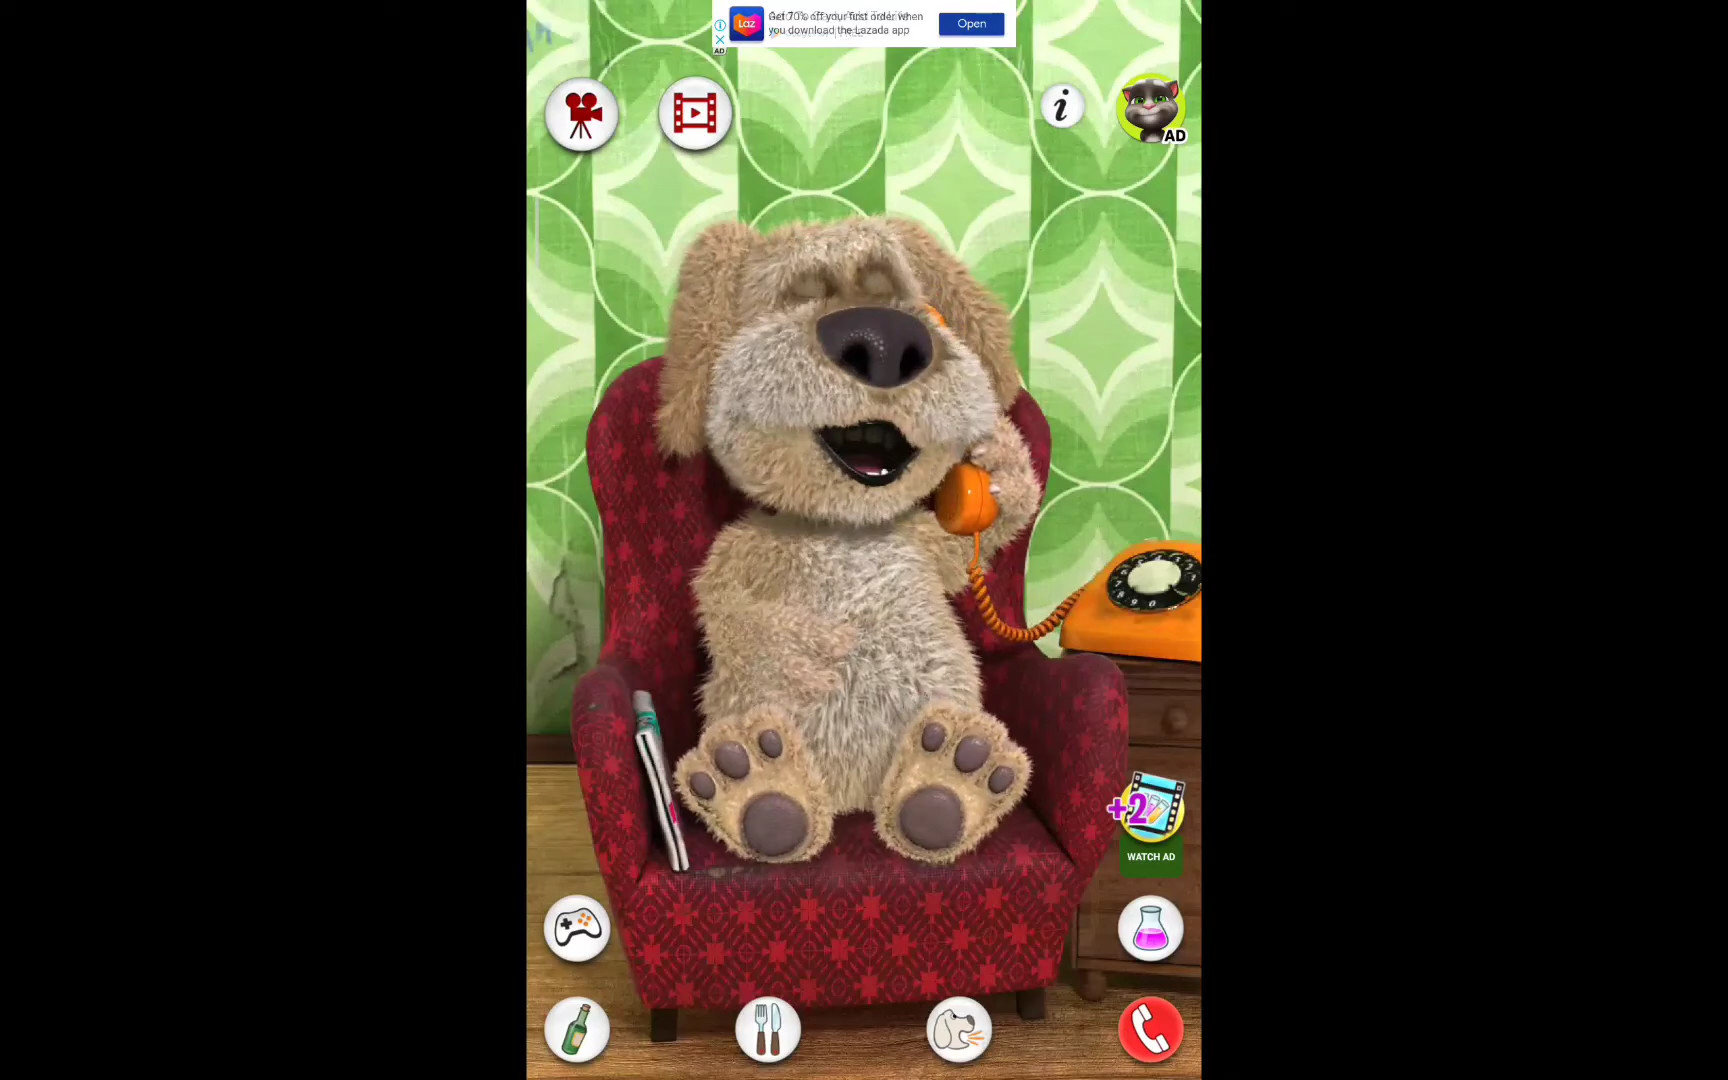 Laz
Get 70% off your first order when
you download the Lazada app
Open
AD
i
AD
+2
WATCH AD